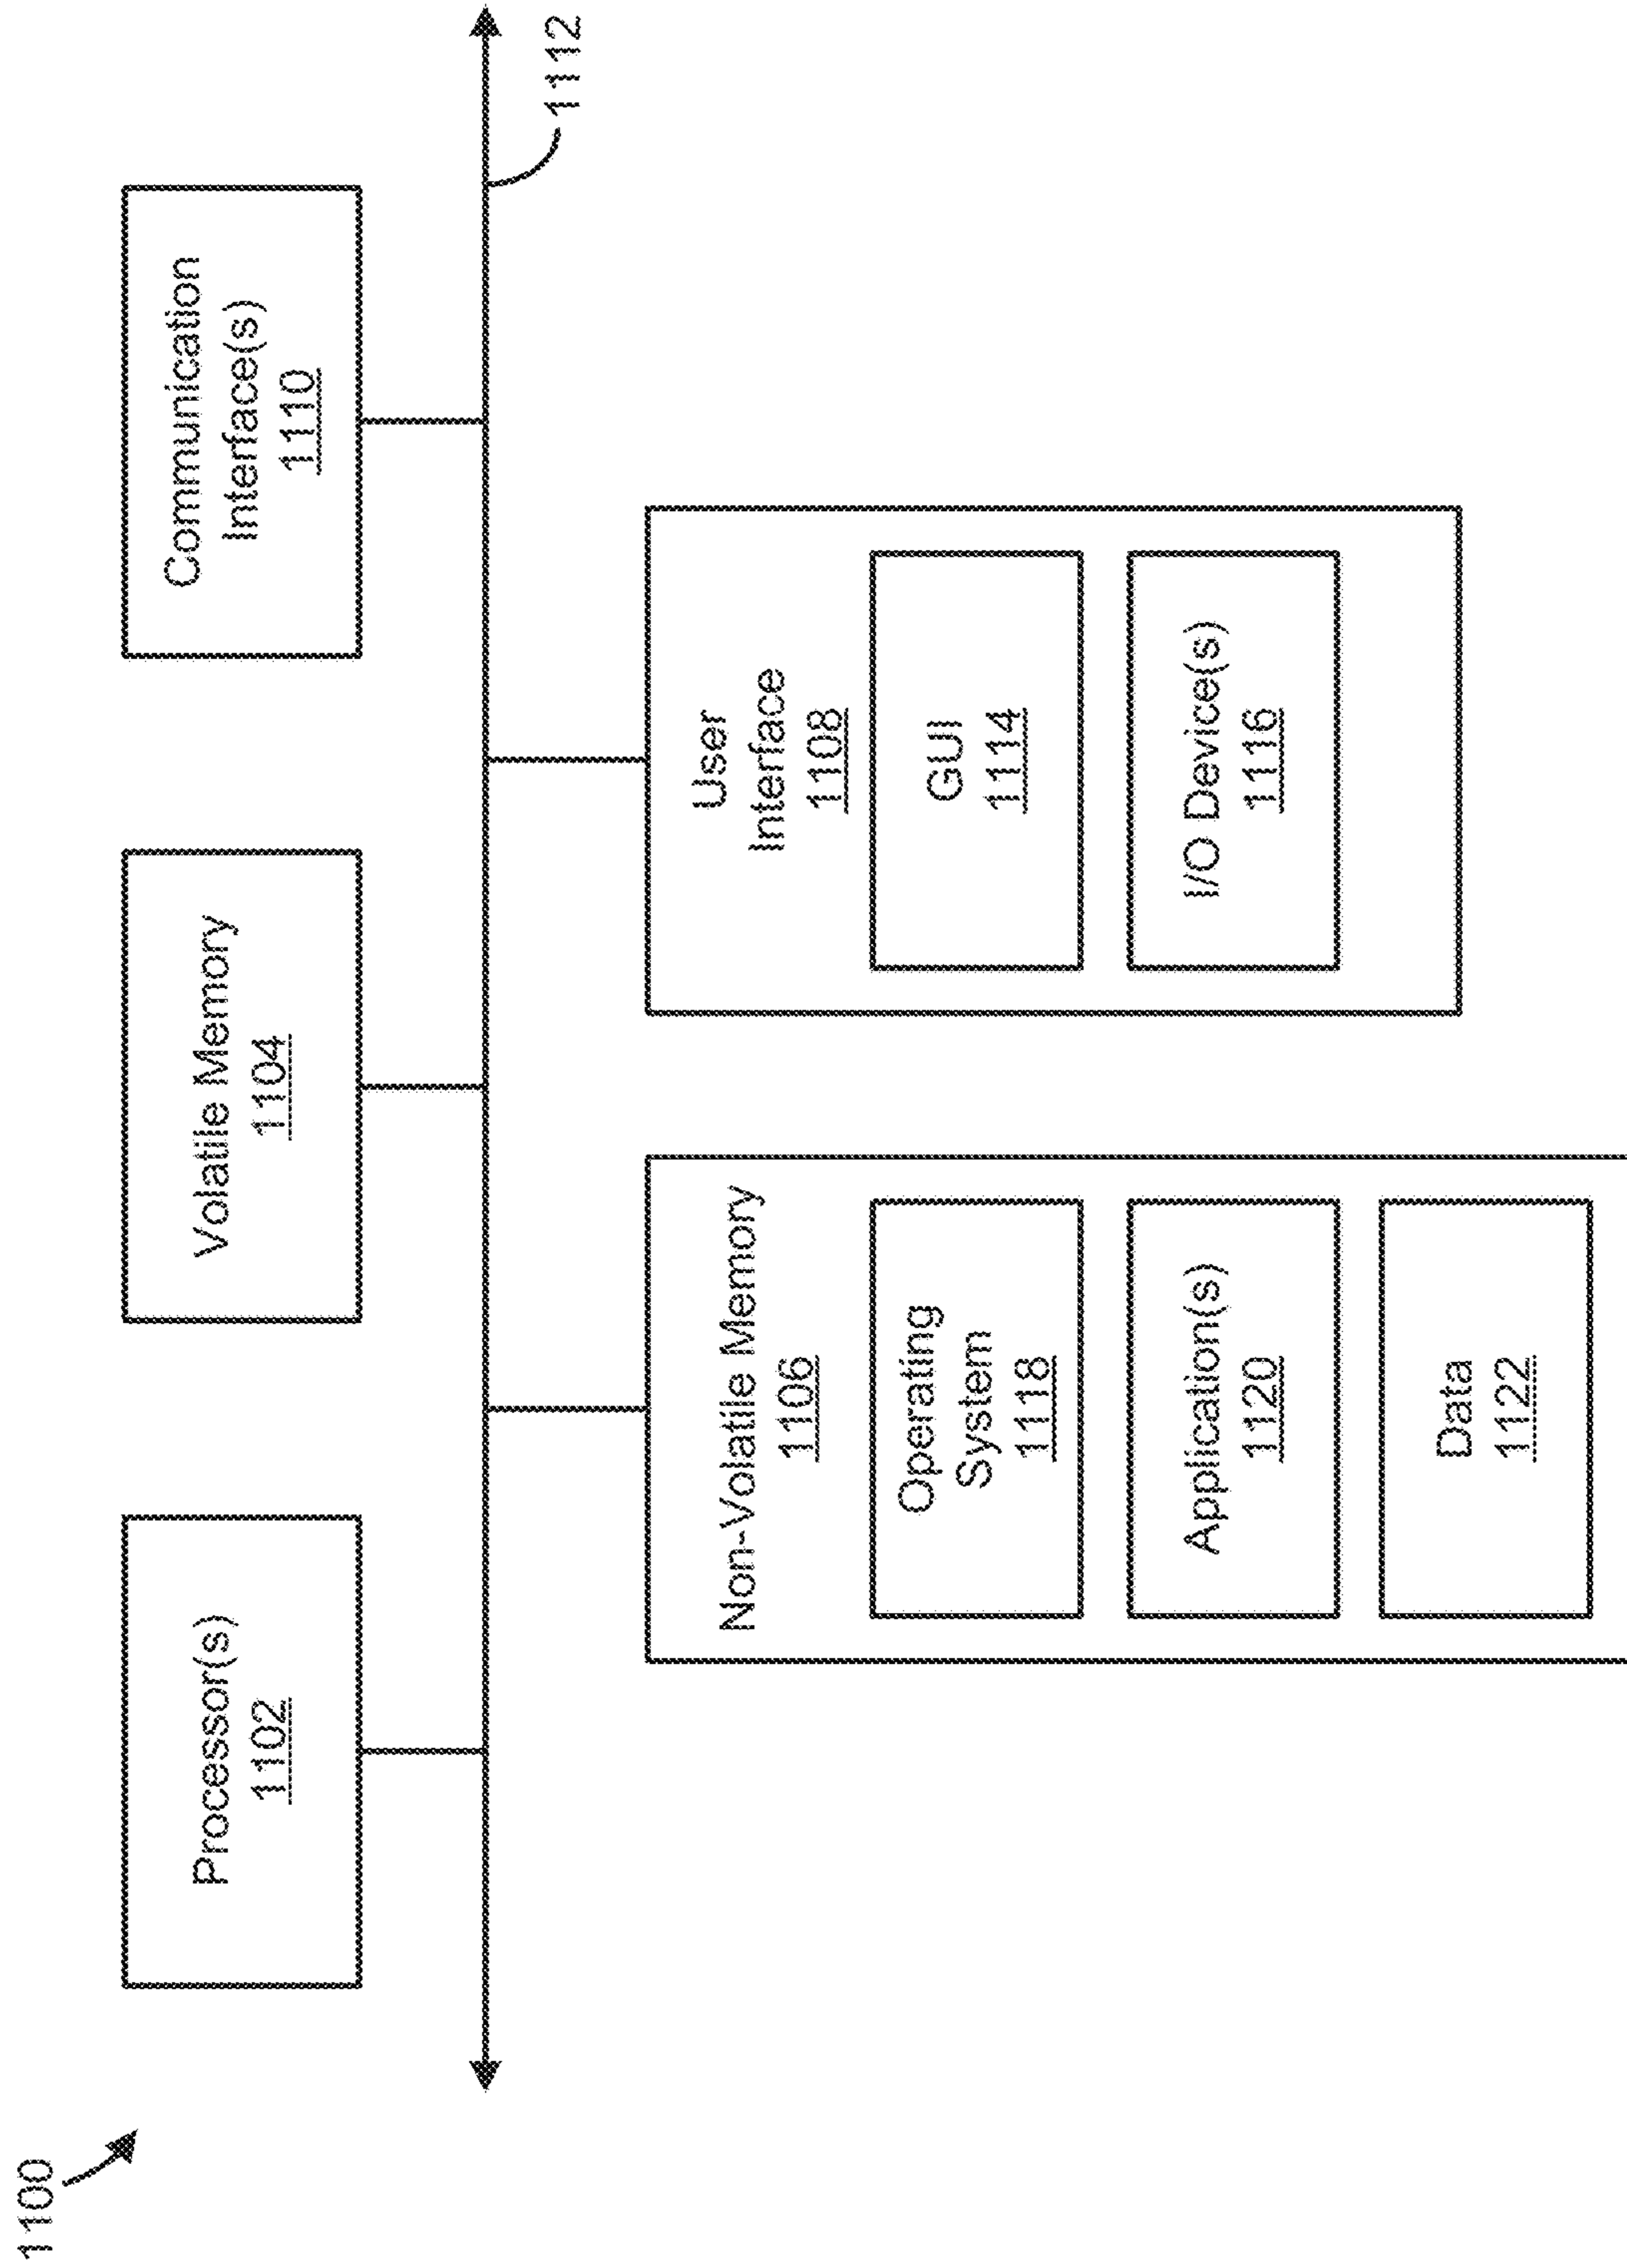 1100
Processor(s)
1102
Volatile Memory
1104
Communication
Interface(s)
1110
1112
Non-Volatile Memory
1106
Operating
System
1118
Application(s)
1120
Data
1122
User
Interface
1108
GUI
1114
I/O Device(s)
1116